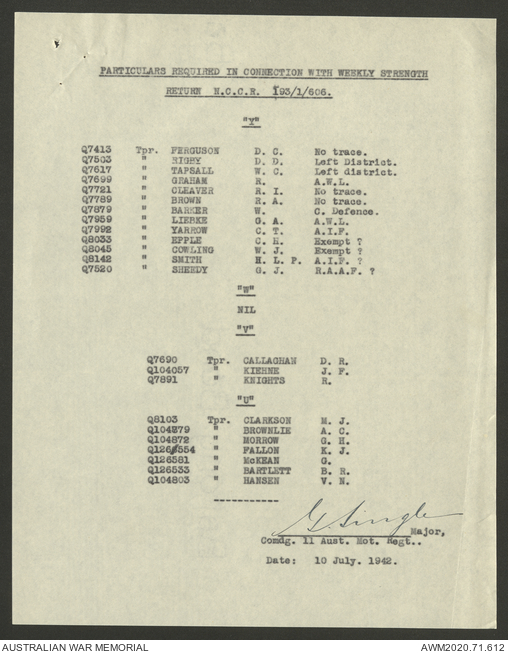 PARTICULARS REQUIRED IN CONNECTION WITH WEEKLY STRENGTH
RETURN N.C.C.R. 193/1/606.
"Y"
Q7413 Tpr. FERGUSON D. C. No trace.
Q7503 " RIGBY D. D. Left District.
Q7617 " TAPSALL W. C. Left district.
Q7699 " GRAHAM R. A.W.L.
Q7721 " CLEAVER R. I. No trace.
Q7789 " BROWN R. A. No trace.
Q7879 " BARKER W. C. Defence.
Q7959 " LIEBKE G. A. A.W.L.
Q7992 " YARROW C. T. A.I.F.
Q8033 " EPPLE C. H. Exempt ?
Q8045 " COWLING W. J. Exempt ?
Q8142 " SMITH H. L. P. A.I.F. ?
Q7520 " SHEEDY G. J. R.A.A.F. ?
"W"
NIL
"V"
Q7690 Tpr. CALLAGHAN D. R.
Q104057 " KIEHNE J. F.
Q7891 " KNIGHTS R.
"U"
Q8103 Tpr. CLARKSON M. J.
Q104879 " BROWNLIE A. C.
Q104872 " MORROW G. H.
Q126554 " FALLON K. J.
Q126581 " McKEAN G.
Q126533 " BARTLETT B. R.
Q104803 " HANSEN V. N.
------------
G. Single
Major,
Comdg. 11 Aust. Mot. Regt..
Date: 10 July. 1942.
AUSTRALIAN WAR MEMORIAL AWM2020.71.612